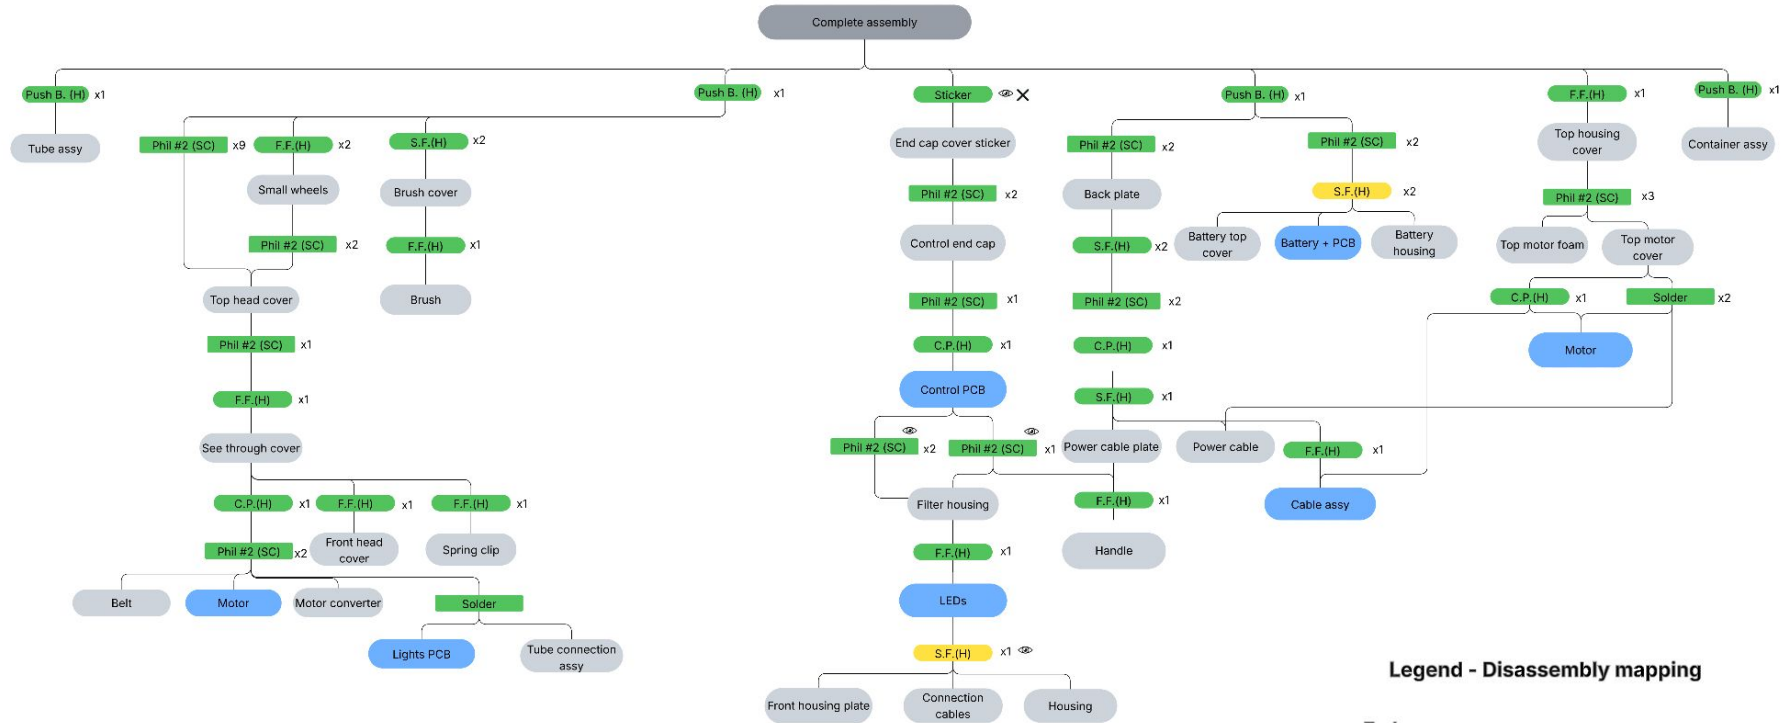 Complete assembly
Push B. (H) x1
Push B. (H) x1
Sticker
Push B. (H) x1
F.F.(H) x1
Push B. (H) x1
Tube assy
Phil #2 (SC) x9
F.F.(H) x2
S.F.(H) x2
End cap cover sticker
Phil #2 (SC) x2
Phil #2 (SC) x2
Top housing
cover
Container assy
Small wheels
Brush cover
Phil #2 (SC) x2
Back plate
S.F.(H) x2
Phil #2 (SC) x3
Phil #2 (SC) x2
F.F.(H) x1
Control end cap
S.F.(H) x2
Battery top
cover
Battery + PCB
Battery
housing
Top motor foam
Top motor
cover
Top head cover
Brush
Phil #2 (SC) x1
Phil #2 (SC) x2
C.P.(H) x1
Solder x2
Phil #2 (SC) x1
C.P.(H) x1
C.P.(H) x1
Motor
F.F.(H) x1
Control PCB
S.F.(H) x1
See through cover
Phil #2 (SC) x2
Phil #2 (SC) x1
Power cable plate
Power cable
F.F.(H) x1
C.P.(H) x1
F.F.(H) x1
F.F.(H) x1
Filter housing
F.F.(H) x1
Cable assy
Phil #2 (SC) x2
Front head
cover
Spring clip
F.F.(H) x1
Handle
Belt
Motor
Motor converter
Solder
LEDs
Lights PCB
Tube connection
assy
S.F.(H) x1
Legend - Disassembly mapping
Front housing plate
Connection
cables
Housing